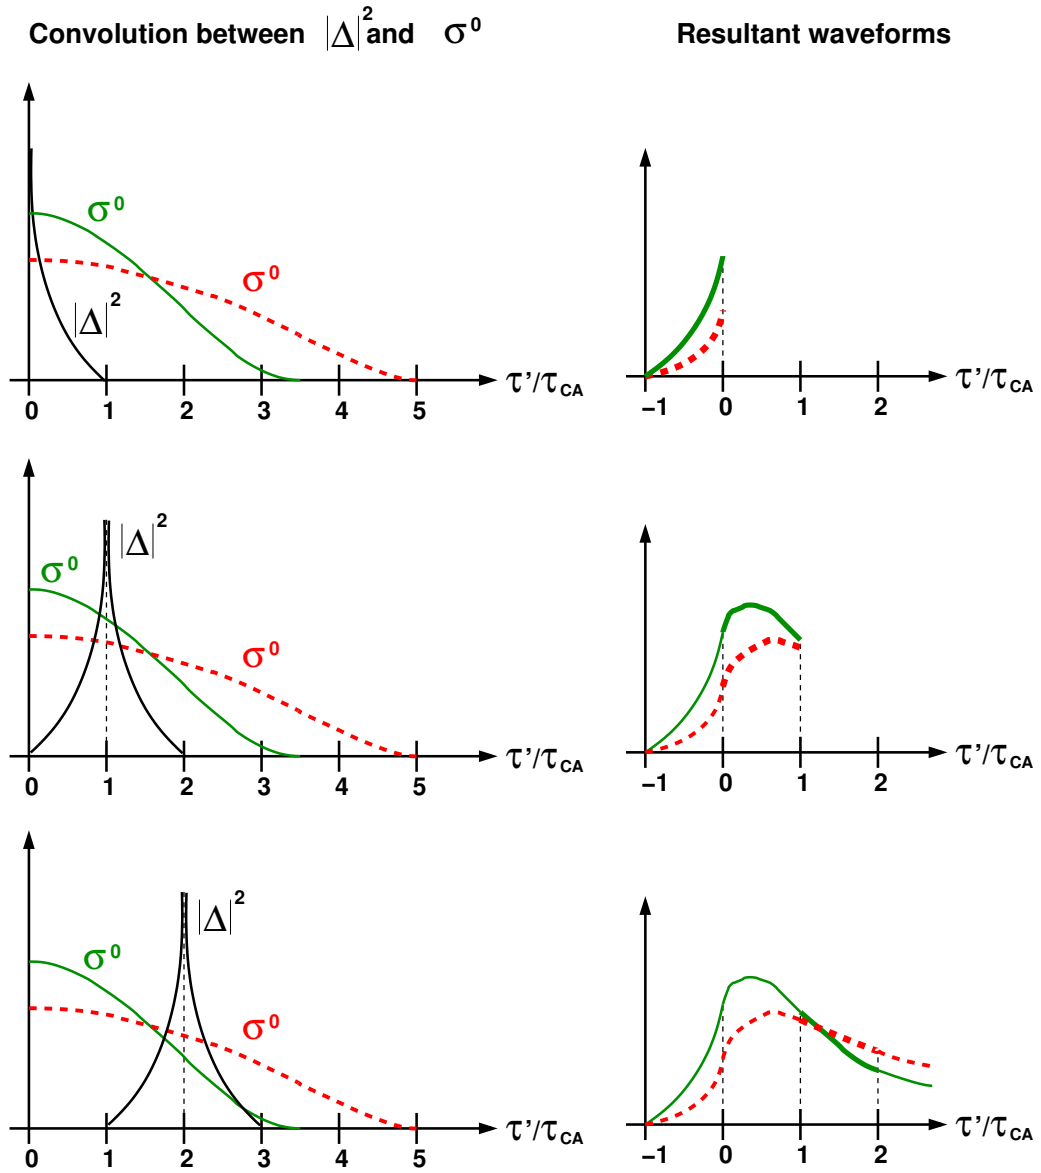 Convolution between |Δ|² and σ⁰
Resultant waveforms
σ⁰
σ⁰
|Δ|²
0 1 2 3 4 5 τ'/τCA
−1 0 1 2 τ'/τCA
|Δ|²
σ⁰
σ⁰
0 1 2 3 4 5 τ'/τCA
−1 0 1 2 τ'/τCA
|Δ|²
σ⁰
σ⁰
0 1 2 3 4 5 τ'/τCA
−1 0 1 2 τ'/τCA